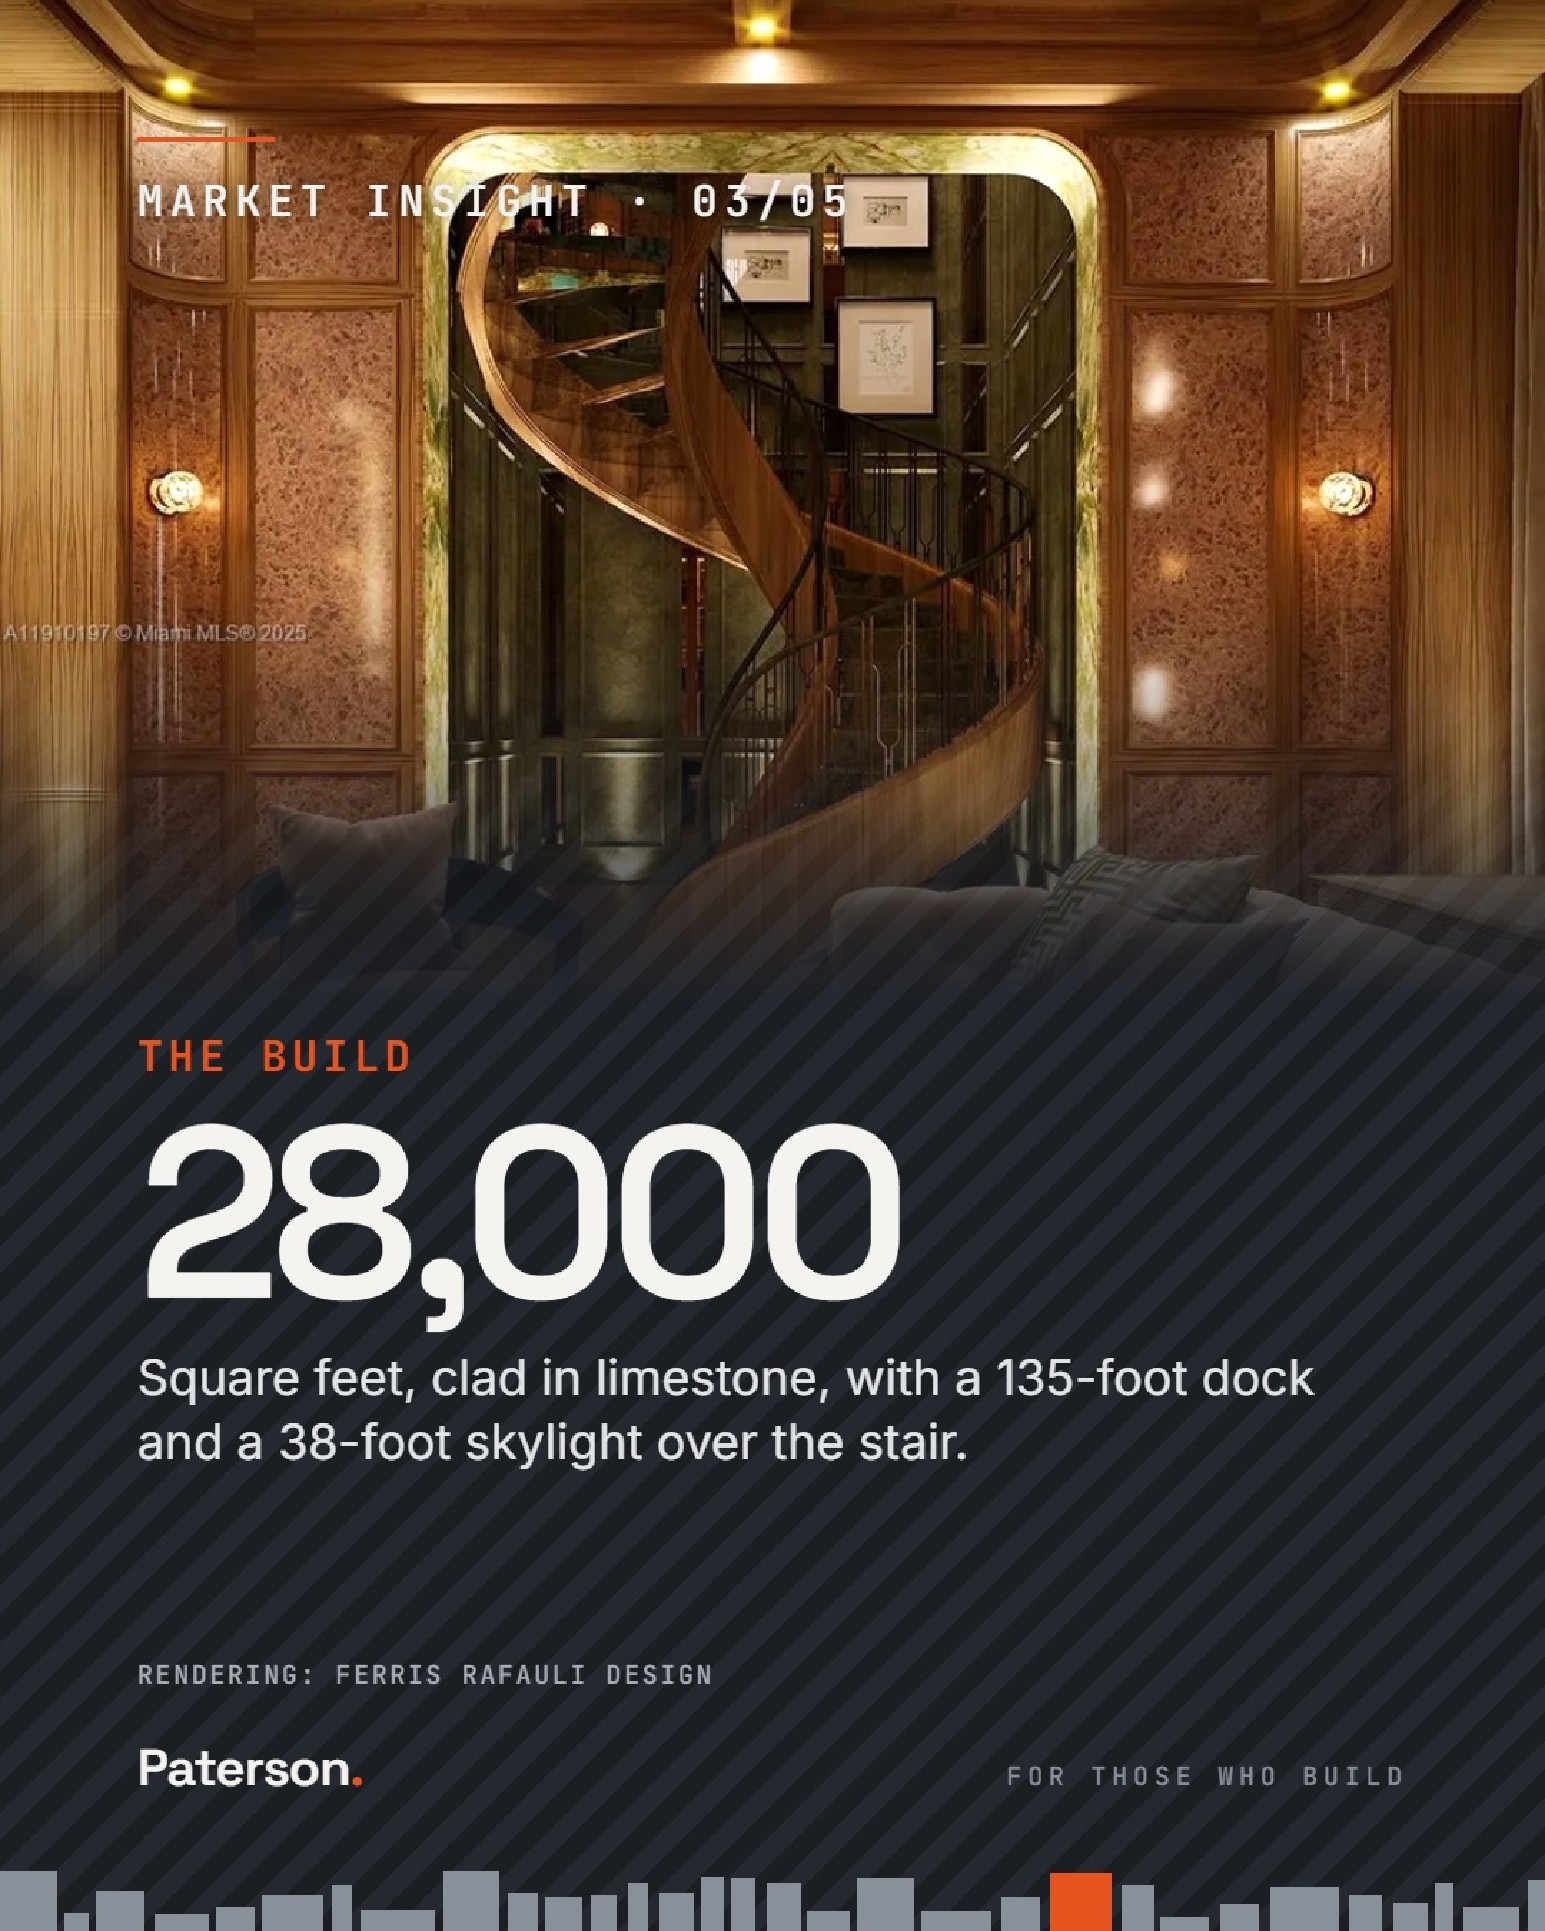 MARKET INSIGHT · 03/05
A11910197 © Miami MLS® 2025
THE BUILD
28,000
Square feet, clad in limestone, with a 135-foot dock
and a 38-foot skylight over the stair.
RENDERING: FERRIS RAFAULI DESIGN
Paterson.
FOR THOSE WHO BUILD